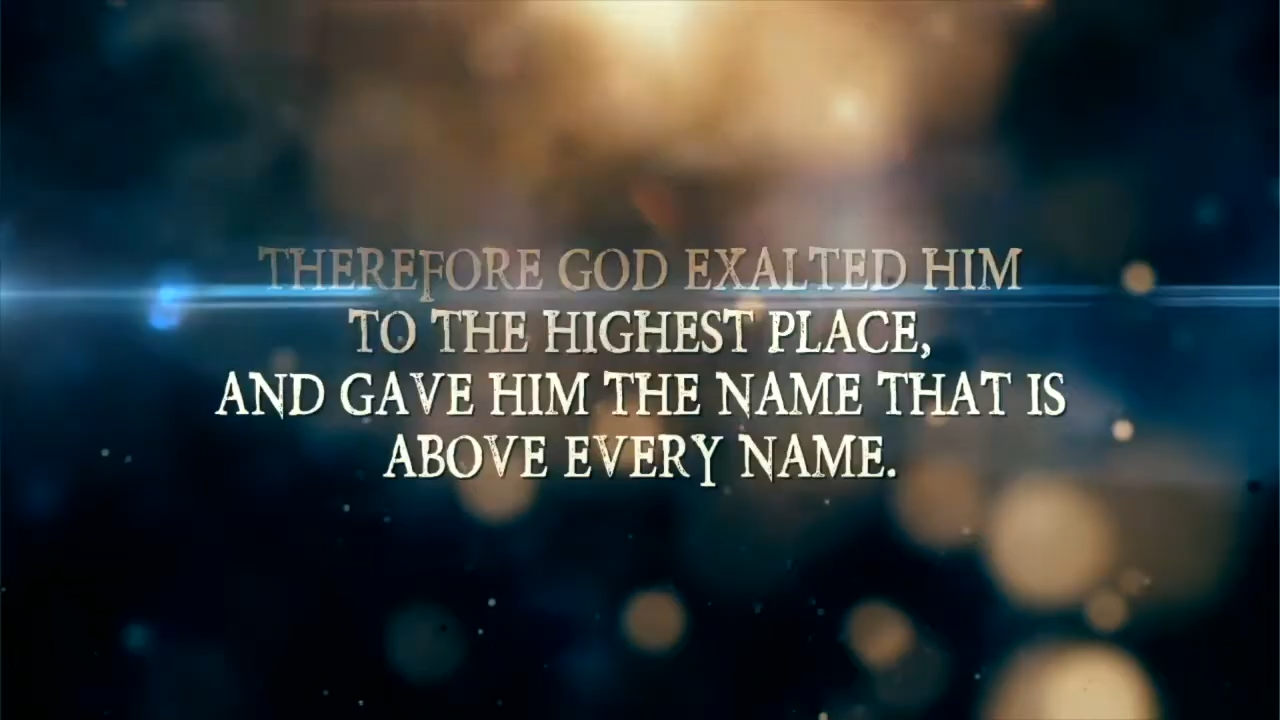 THEREFORE GOD EXALTED HIM
TO THE HIGHEST PLACE,
AND GAVE HIM THE NAME THAT IS
ABOVE EVERY NAME.